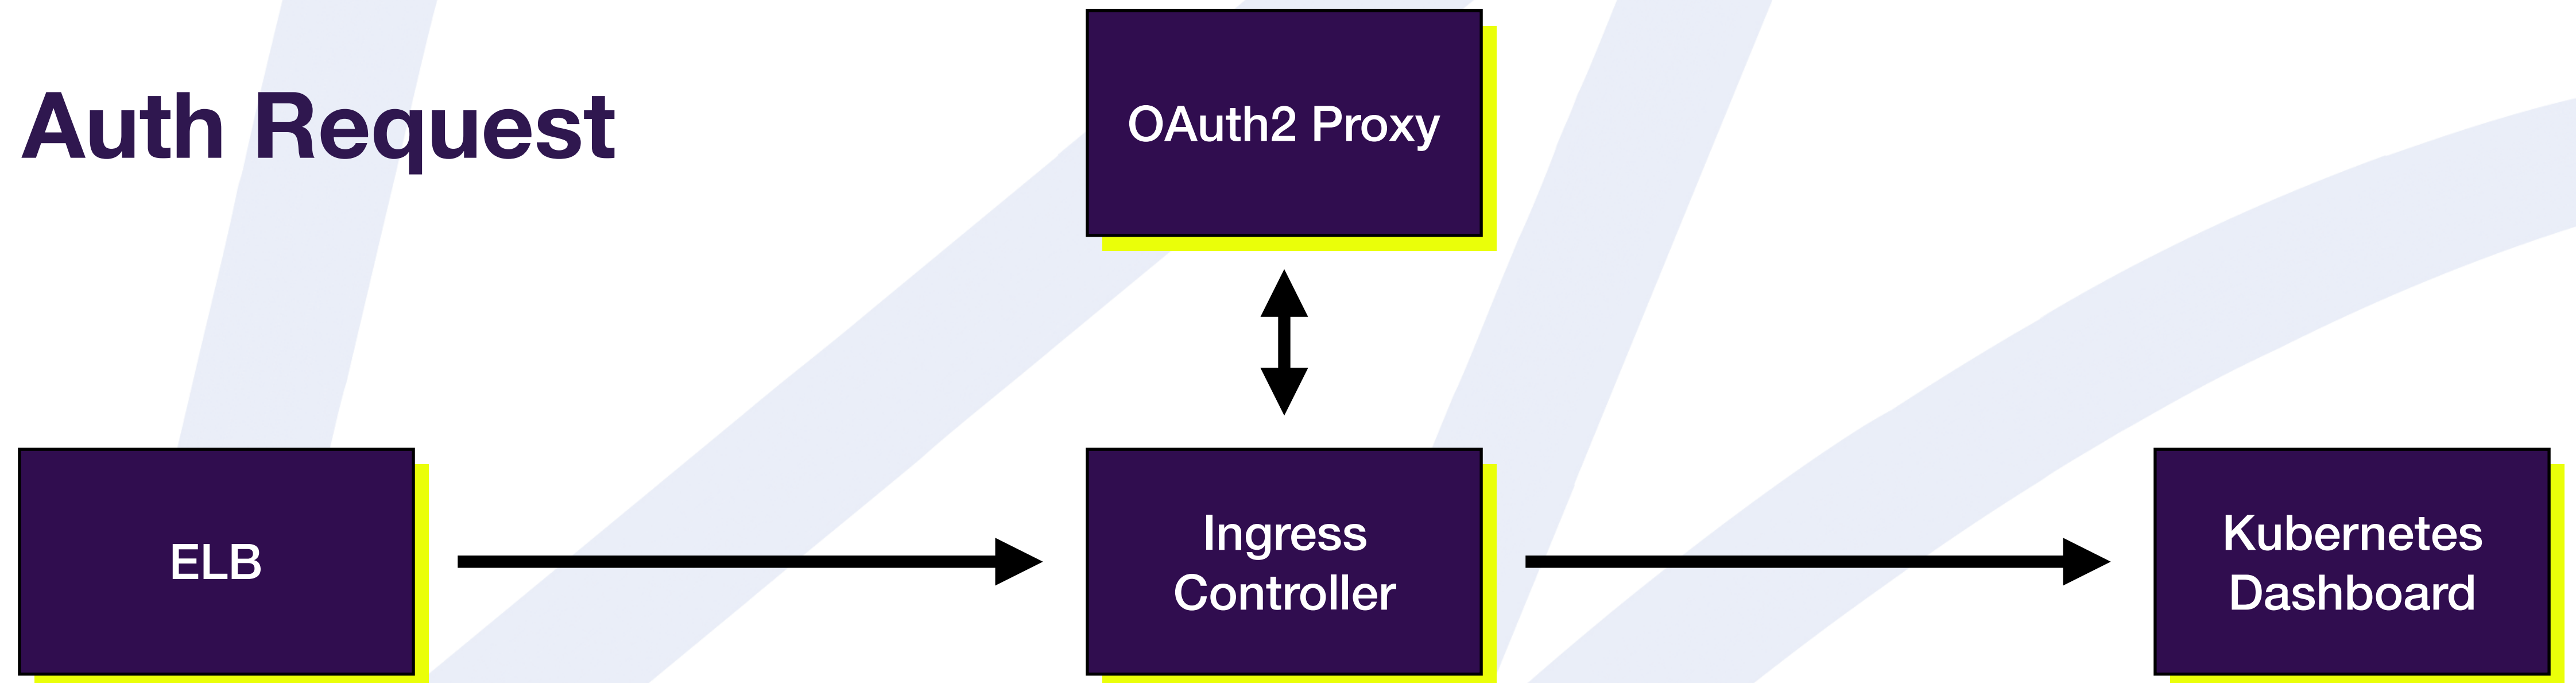 Auth Request
OAuth2 Proxy
ELB
Ingress
Controller
Kubernetes
Dashboard